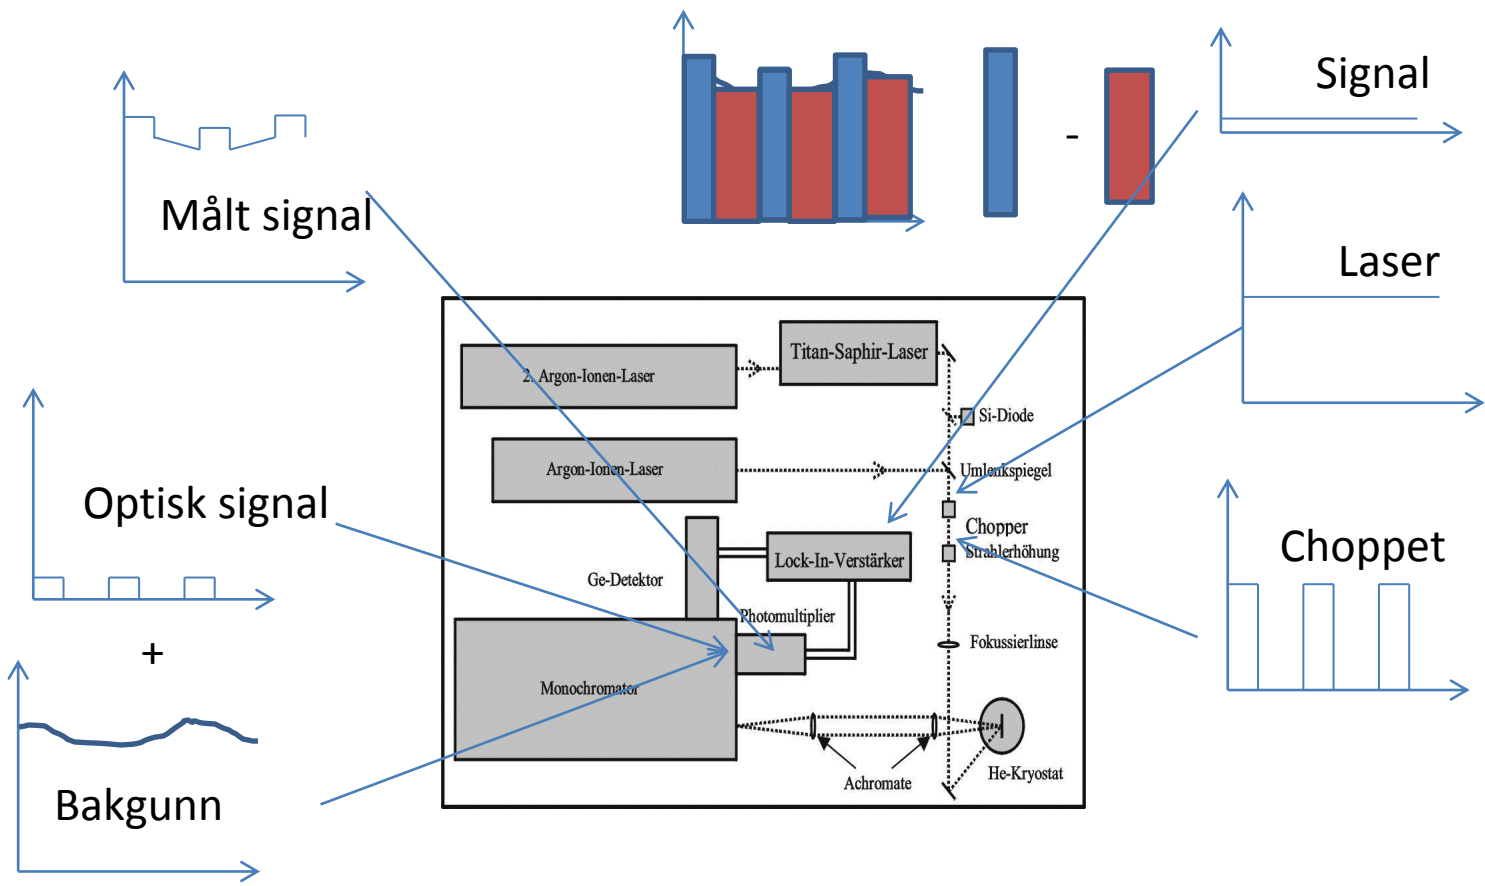 Signal
Målt signal
-
Laser
Titan-Saphir-Laser
2. Argon-Ionen-Laser
Si-Diode
Argon-Ionen-Laser
Umlenkspiegel
Optisk signal
Chopper
Strahlerhöhung
Choppet
Lock-In-Verstärker
Ge-Detektor
Photomultiplier
+
Fokussierlinse
Monochromator
He-Kryostat
Achromate
Bakgunn